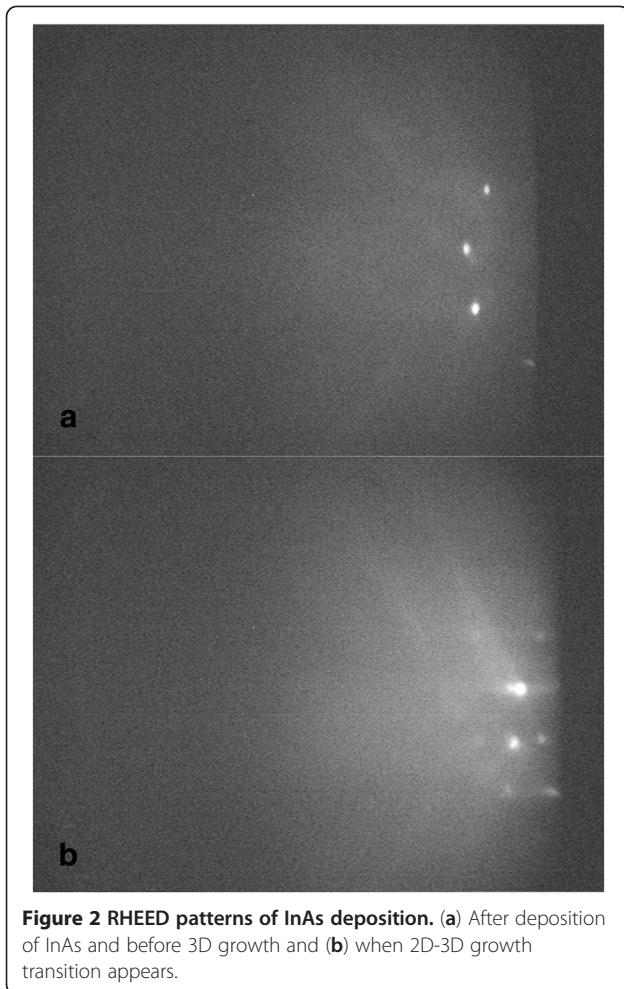 a
b
Figure 2 RHEED patterns of InAs deposition. (a) After deposition
of InAs and before 3D growth and (b) when 2D-3D growth
transition appears.